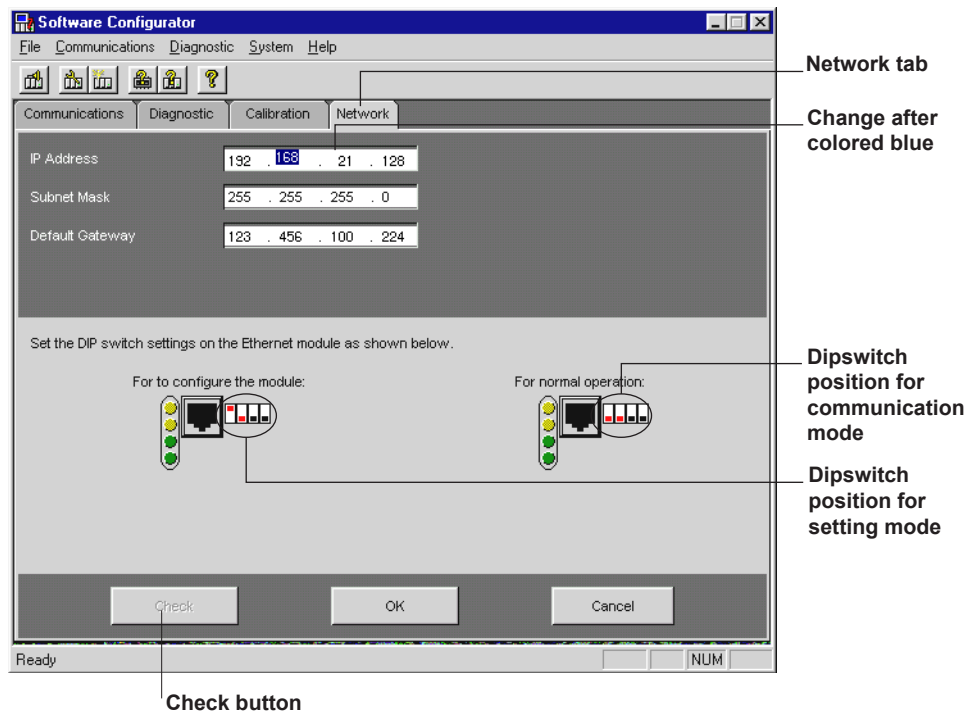 Software Configurator
File Communications Diagnostic System Help
Communications Diagnostic Calibration Network
IP Address 192 . 168 . 21 . 128
Subnet Mask 255 . 255 . 255 . 0
Default Gateway 123 . 456 . 100 . 224
Set the DIP switch settings on the Ethernet module as shown below.
For to configure the module:
For normal operation:
Check OK Cancel
Ready NUM
Network tab
Change after
colored blue
Dipswitch
position for
communication
mode
Dipswitch
position for
setting mode
Check button